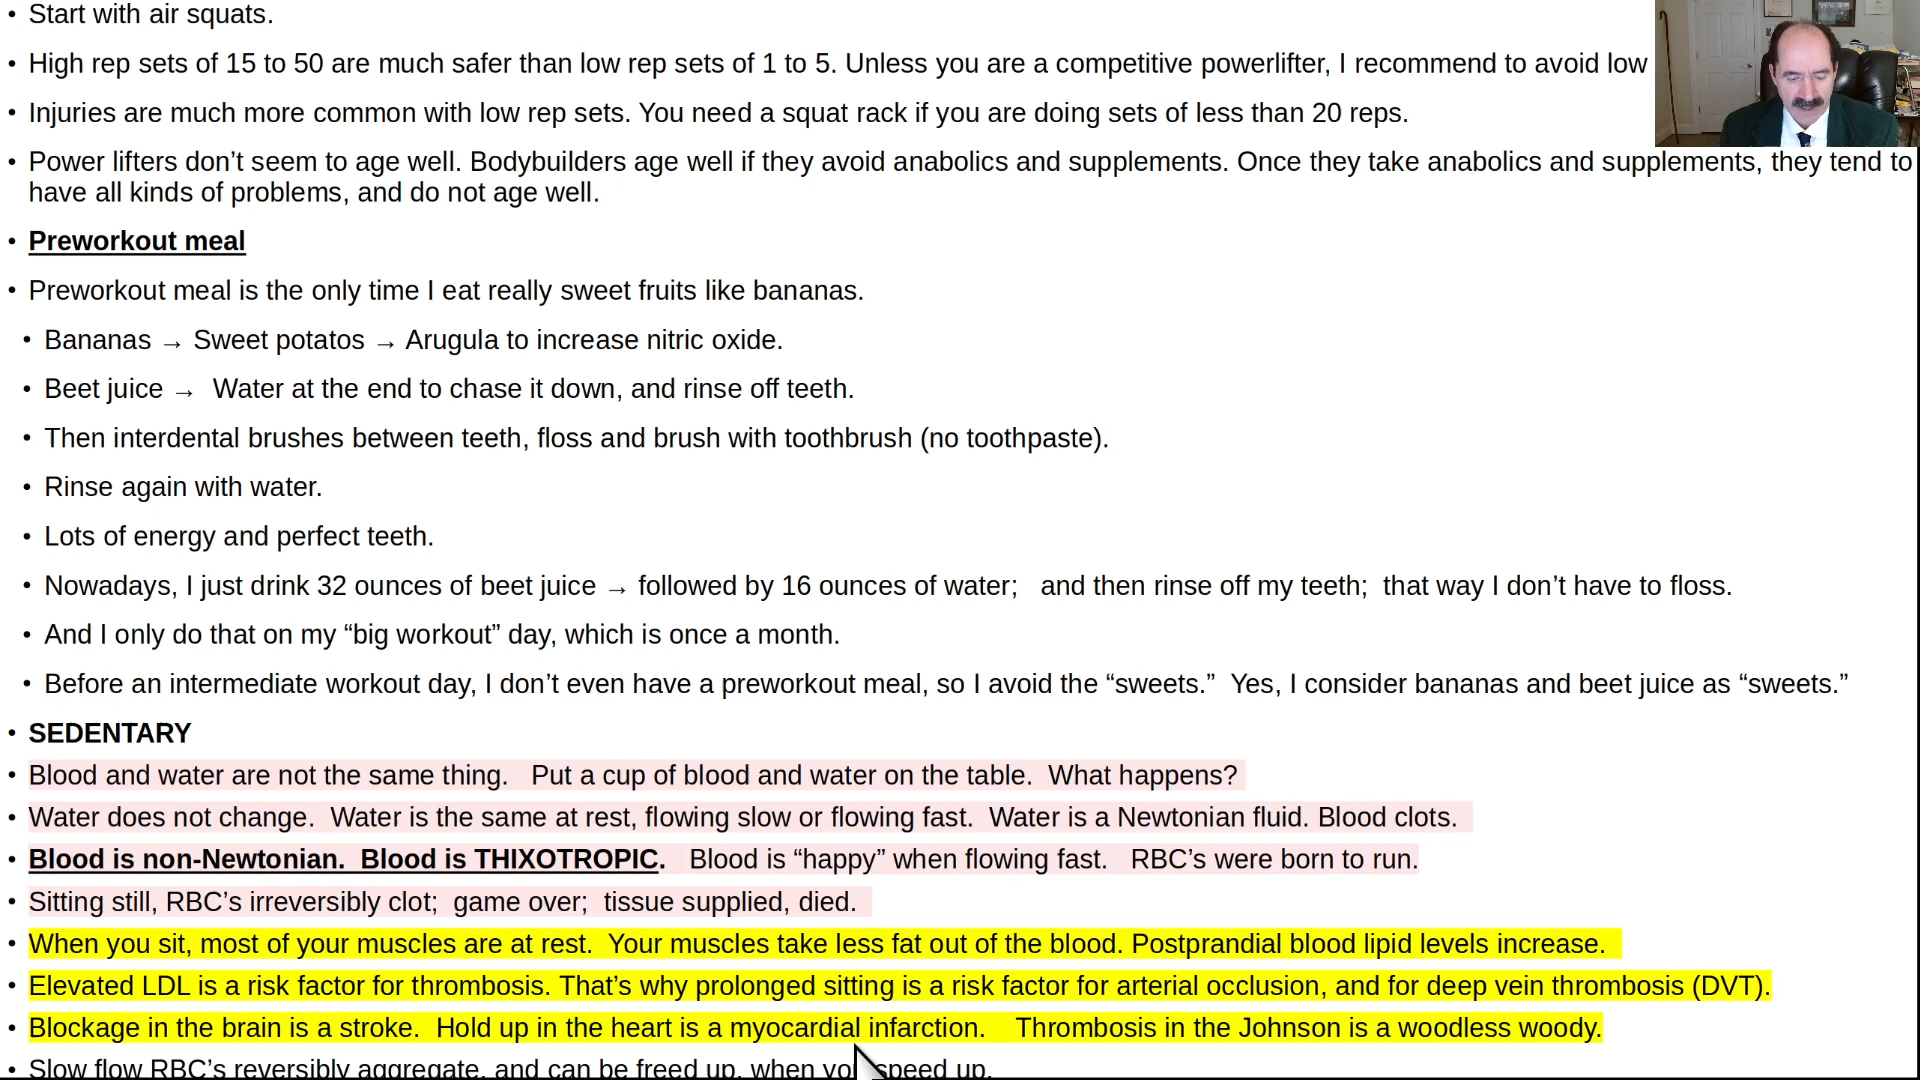 • Start with air squats.
• High rep sets of 15 to 50 are much safer than low rep sets of 1 to 5. Unless you are a competitive powerlifter, I recommend to avoid low
• Injuries are much more common with low rep sets. You need a squat rack if you are doing sets of less than 20 reps.
• Power lifters don’t seem to age well. Bodybuilders age well if they avoid anabolics and supplements. Once they take anabolics and supplements, they tend to
have all kinds of problems, and do not age well.
• Preworkout meal
• Preworkout meal is the only time I eat really sweet fruits like bananas.
• Bananas → Sweet potatos → Arugula to increase nitric oxide.
• Beet juice → Water at the end to chase it down, and rinse off teeth.
• Then interdental brushes between teeth, floss and brush with toothbrush (no toothpaste).
• Rinse again with water.
• Lots of energy and perfect teeth.
• Nowadays, I just drink 32 ounces of beet juice → followed by 16 ounces of water; and then rinse off my teeth; that way I don’t have to floss.
• And I only do that on my “big workout” day, which is once a month.
• Before an intermediate workout day, I don’t even have a preworkout meal, so I avoid the “sweets.” Yes, I consider bananas and beet juice as “sweets.”
• SEDENTARY
• Blood and water are not the same thing. Put a cup of blood and water on the table. What happens?
• Water does not change. Water is the same at rest, flowing slow or flowing fast. Water is a Newtonian fluid. Blood clots.
• Blood is non-Newtonian. Blood is THIXOTROPIC. Blood is “happy” when flowing fast. RBC’s were born to run.
• Sitting still, RBC’s irreversibly clot; game over; tissue supplied, died.
• When you sit, most of your muscles are at rest. Your muscles take less fat out of the blood. Postprandial blood lipid levels increase.
• Elevated LDL is a risk factor for thrombosis. That’s why prolonged sitting is a risk factor for arterial occlusion, and for deep vein thrombosis (DVT).
• Blockage in the brain is a stroke. Hold up in the heart is a myocardial infarction. Thrombosis in the Johnson is a woodless woody.
• Slow flow RBC’s reversibly aggregate, and can be freed up, when yo speed up.